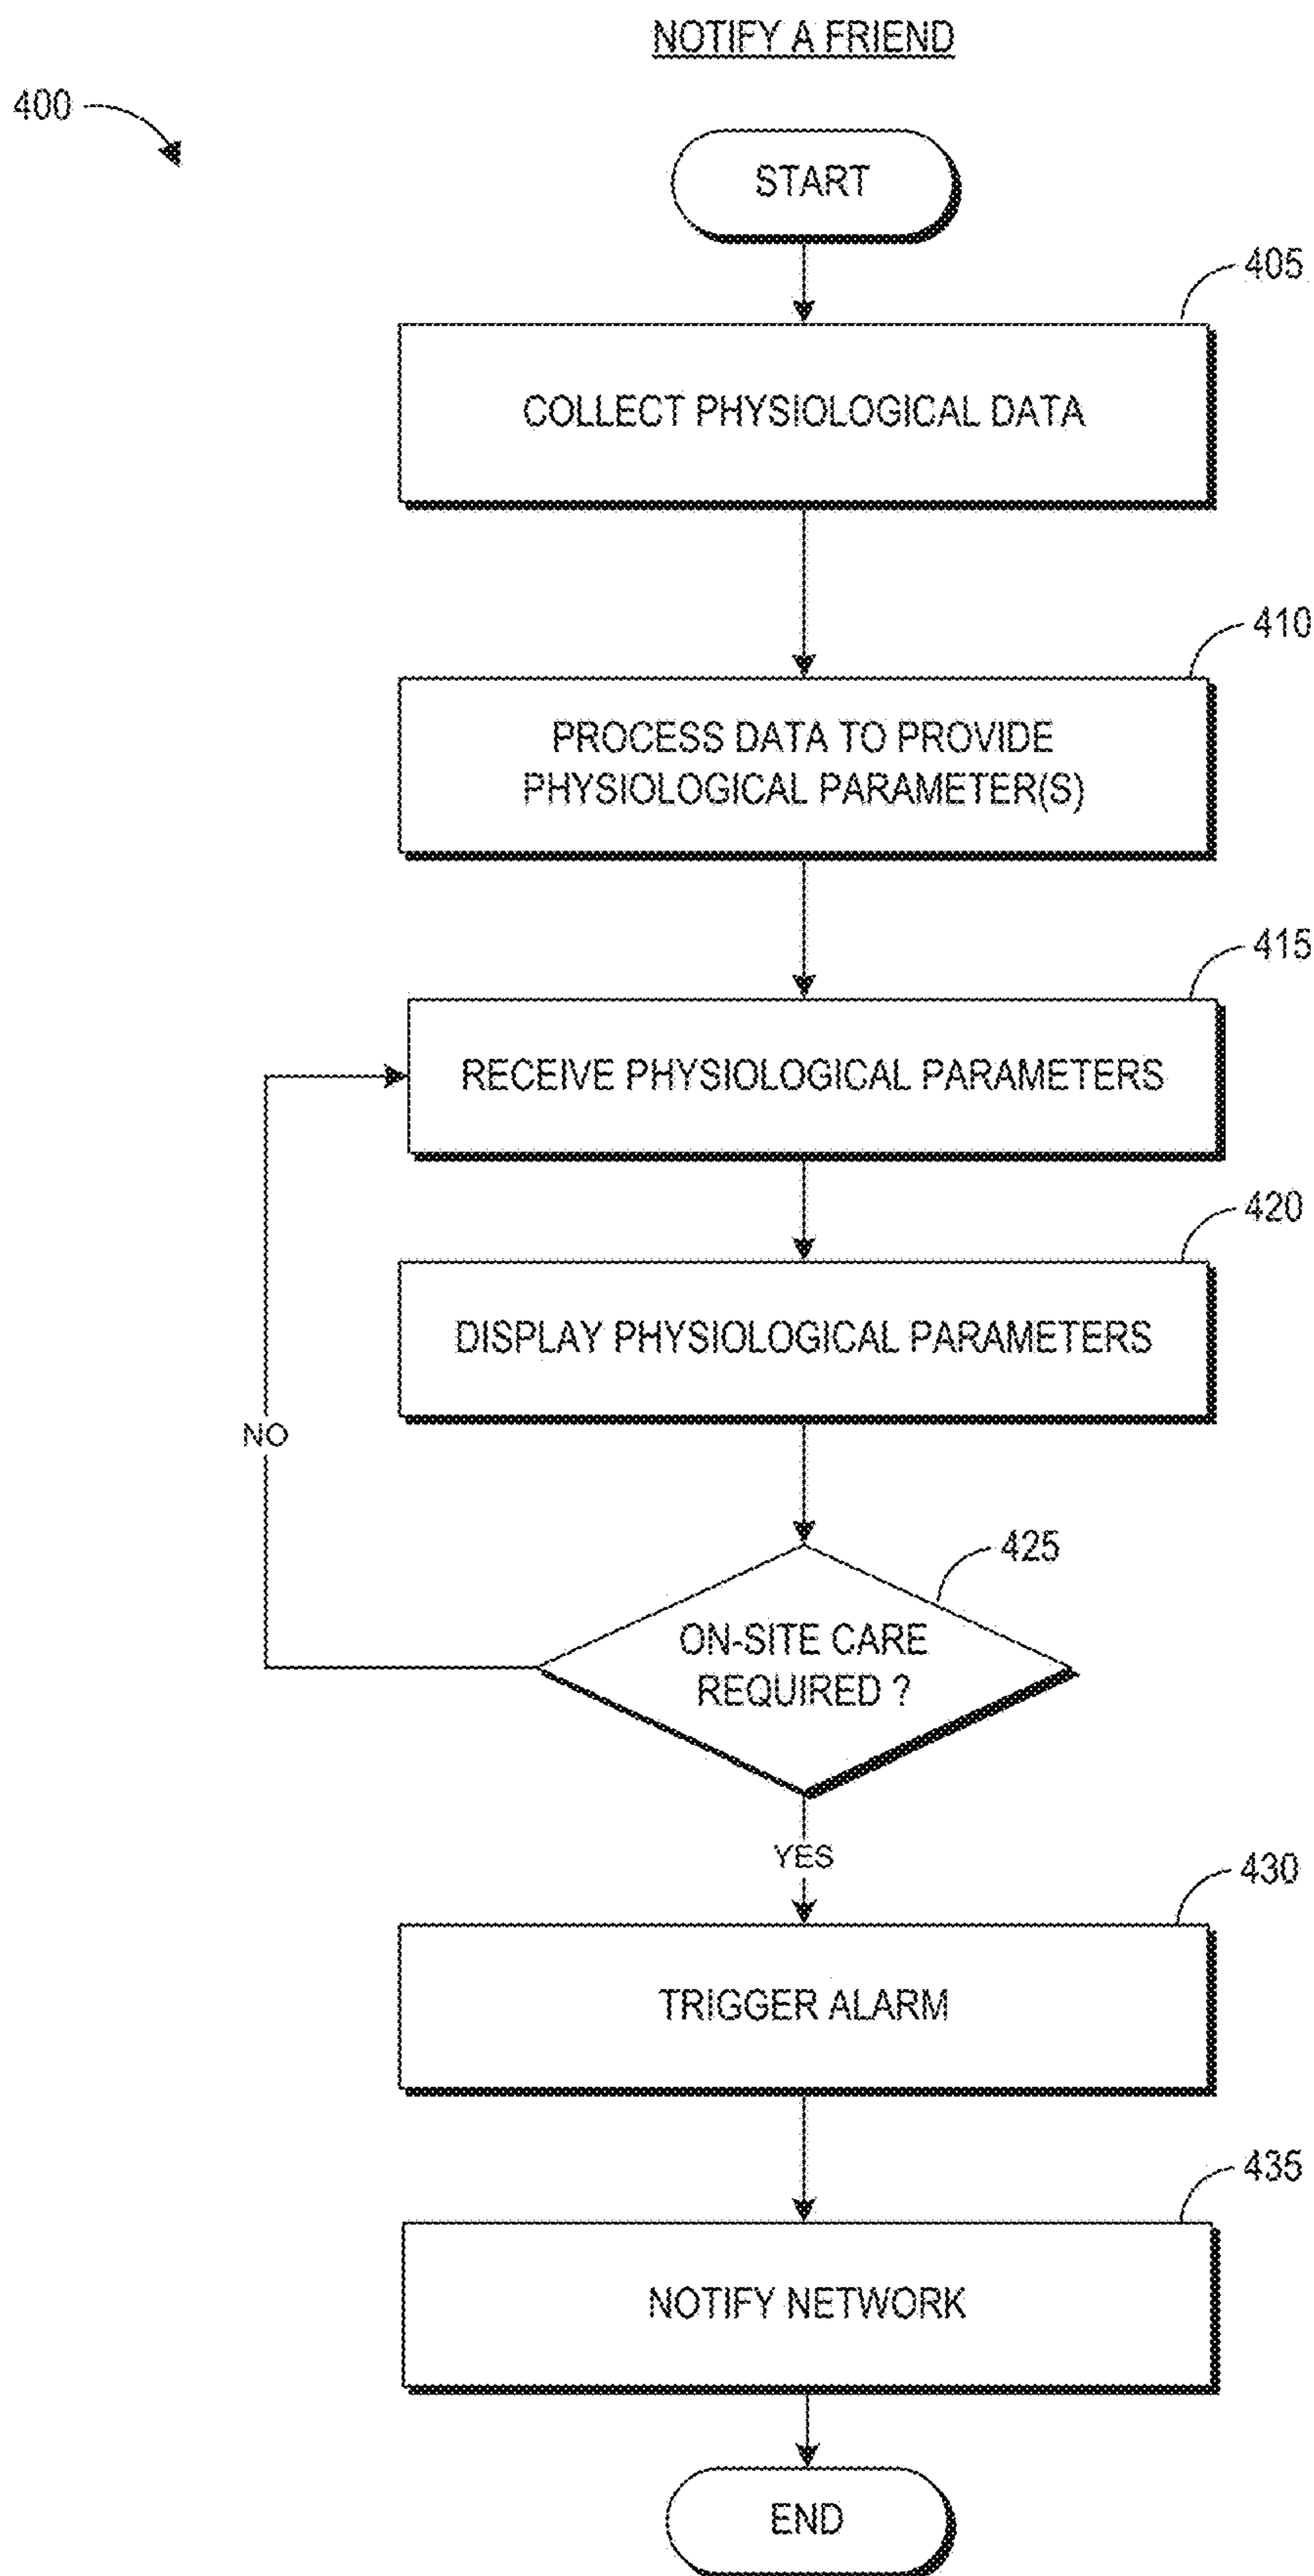 NOTIFY A FRIEND
400
START
405
COLLECT PHYSIOLOGICAL DATA
410
PROCESS DATA TO PROVIDE
PHYSIOLOGICAL PARAMETER(S)
415
RECEIVE PHYSIOLOGICAL PARAMETERS
420
DISPLAY PHYSIOLOGICAL PARAMETERS
NO
425
ON-SITE CARE
REQUIRED ?
YES
430
TRIGGER ALARM
435
NOTIFY NETWORK
END